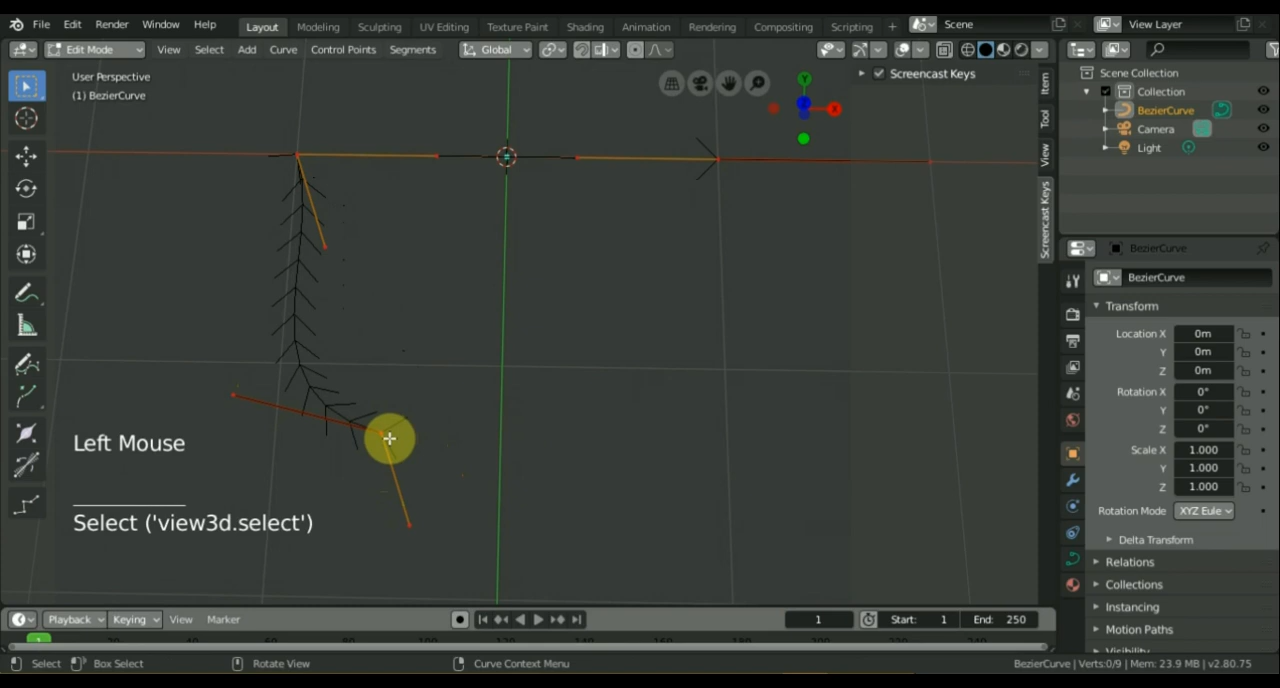 File Edit Render Window Help Layout Modeling Sculpting UV Editing Texture Paint Shading Animation Rendering Compositing Scripting + Scene View Layer
Edit Mode View Select Add Curve Control Points Segments Global
User Perspective
(1) BezierCurve
Screencast Keys
Y
X
Item
Tool
View
Screencast Keys
Scene Collection
Collection
BezierCurve
Camera
Light
BezierCurve
BezierCurve
Transform
Location X 0m
Y 0m
Z 0m
Rotation X 0°
Y 0°
Z 0°
Scale X 1.000
Y 1.000
Z 1.000
Rotation Mode XYZ Eule
Delta Transform
Relations
Collections
Instancing
Motion Paths
Left Mouse
Select ('view3d.select')
Playback Keying View Marker 1 Start: 1 End: 250
1
Select Box Select Rotate View Curve Context Menu BezierCurve | Verts:0/9 | Mem: 23.9 MB | v2.80.75